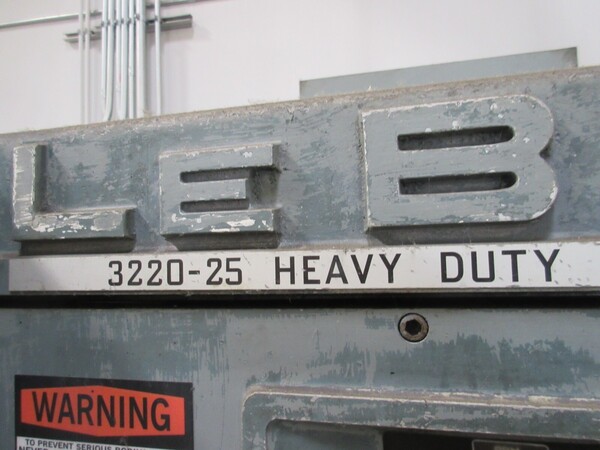 LEB
3220-25 HEAVY DUTY
WARNING
TO PREVENT SERIOUS